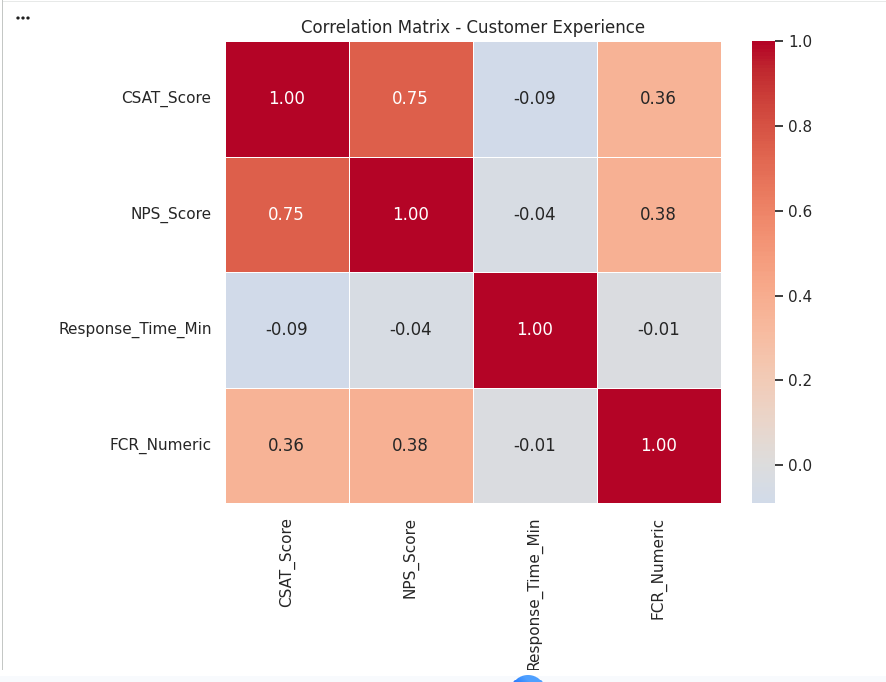 Correlation Matrix - Customer Experience
CSAT_Score 1.00 0.75 -0.09 0.36
NPS_Score 0.75 1.00 -0.04 0.38
Response_Time_Min -0.09 -0.04 1.00 -0.01
FCR_Numeric 0.36 0.38 -0.01 1.00
CSAT_Score
NPS_Score
Response_Time_Min
FCR_Numeric
1.0
0.8
0.6
0.4
0.2
0.0